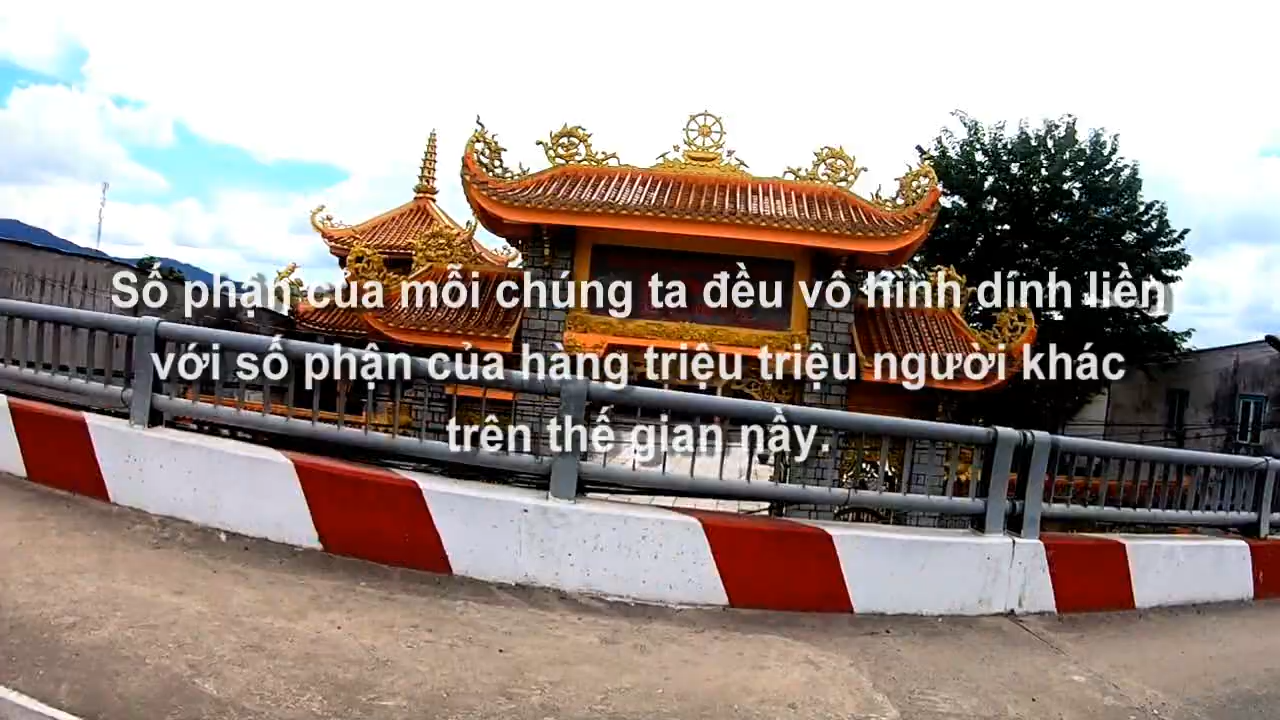 Số phận của mỗi chúng ta đều vô hình dính liền
với số phận của hàng triệu triệu người khác
trên thế gian nầy.